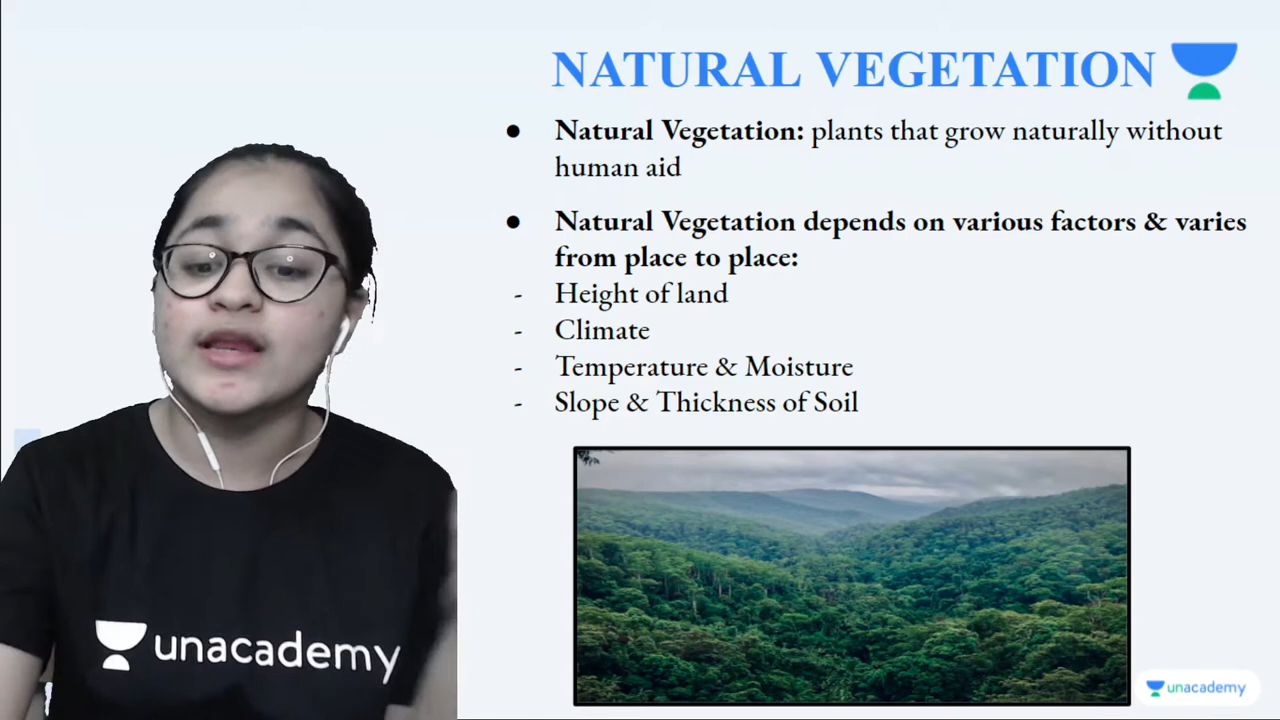 NATURAL VEGETATION
● Natural Vegetation: plants that grow naturally without
human aid
● Natural Vegetation depends on various factors & varies
from place to place:
- Height of land
- Climate
- Temperature & Moisture
- Slope & Thickness of Soil
unacademy
unacademy